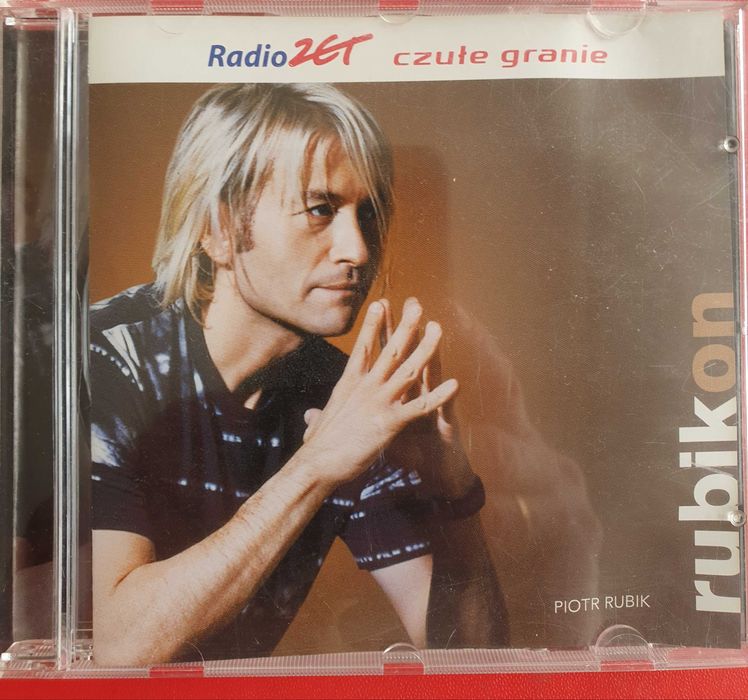 Radio ZET czułe granie
rubikon
PIOTR RUBIK